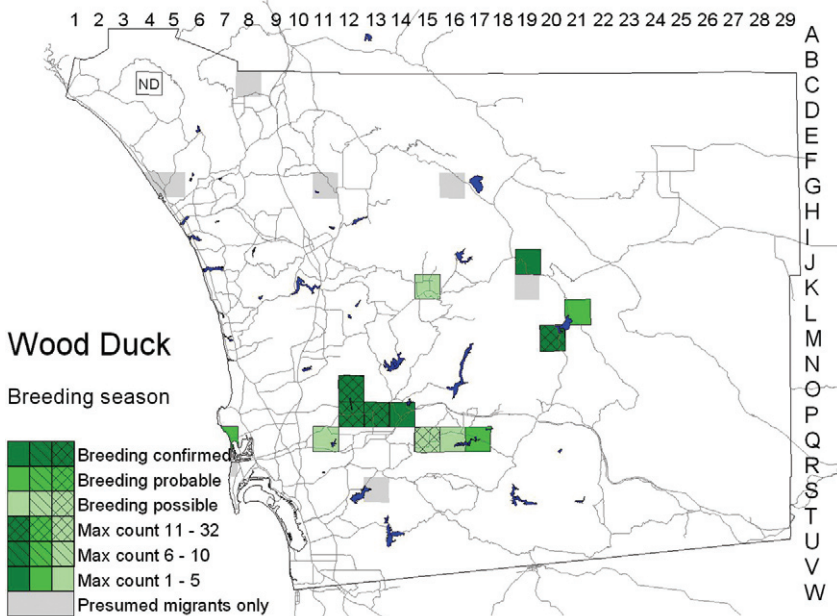 1 2 3 4 5 6 7 8 9 10 11 12 13 14 15 16 17 18 19 20 21 22 23 24 25 26 27 28 29
A
B
C
D
E
F
G
H
I
J
K
L
M
N
O
P
Q
R
S
T
U
V
W
ND
Wood Duck
Breeding season
Breeding confirmed
Breeding probable
Breeding possible
Max count 11 - 32
Max count 6 - 10
Max count 1 - 5
Presumed migrants only